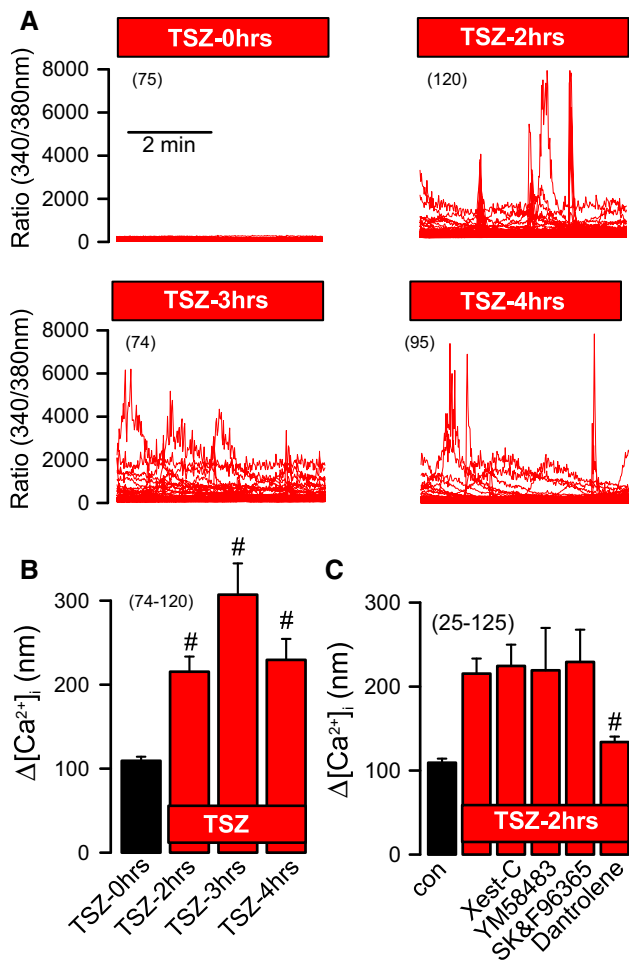 A
TSZ-0hrs
TSZ-2hrs
Ratio (340/380nm)
8000
6000
4000
2000
0
(75)
2 min
(120)
TSZ-3hrs
TSZ-4hrs
Ratio (340/380nm)
8000
6000
4000
2000
0
(74)
(95)
B
Δ[Ca²⁺]ᵢ (nm)
300
200
100
0
(74-120)
#
#
#
TSZ
TSZ-0hrs
TSZ-2hrs
TSZ-3hrs
TSZ-4hrs
C
Δ[Ca²⁺]ᵢ (nm)
300
200
100
0
(25-125)
#
TSZ-2hrs
con
Xest-C
YM58483
SK&F96365
Dantrolene